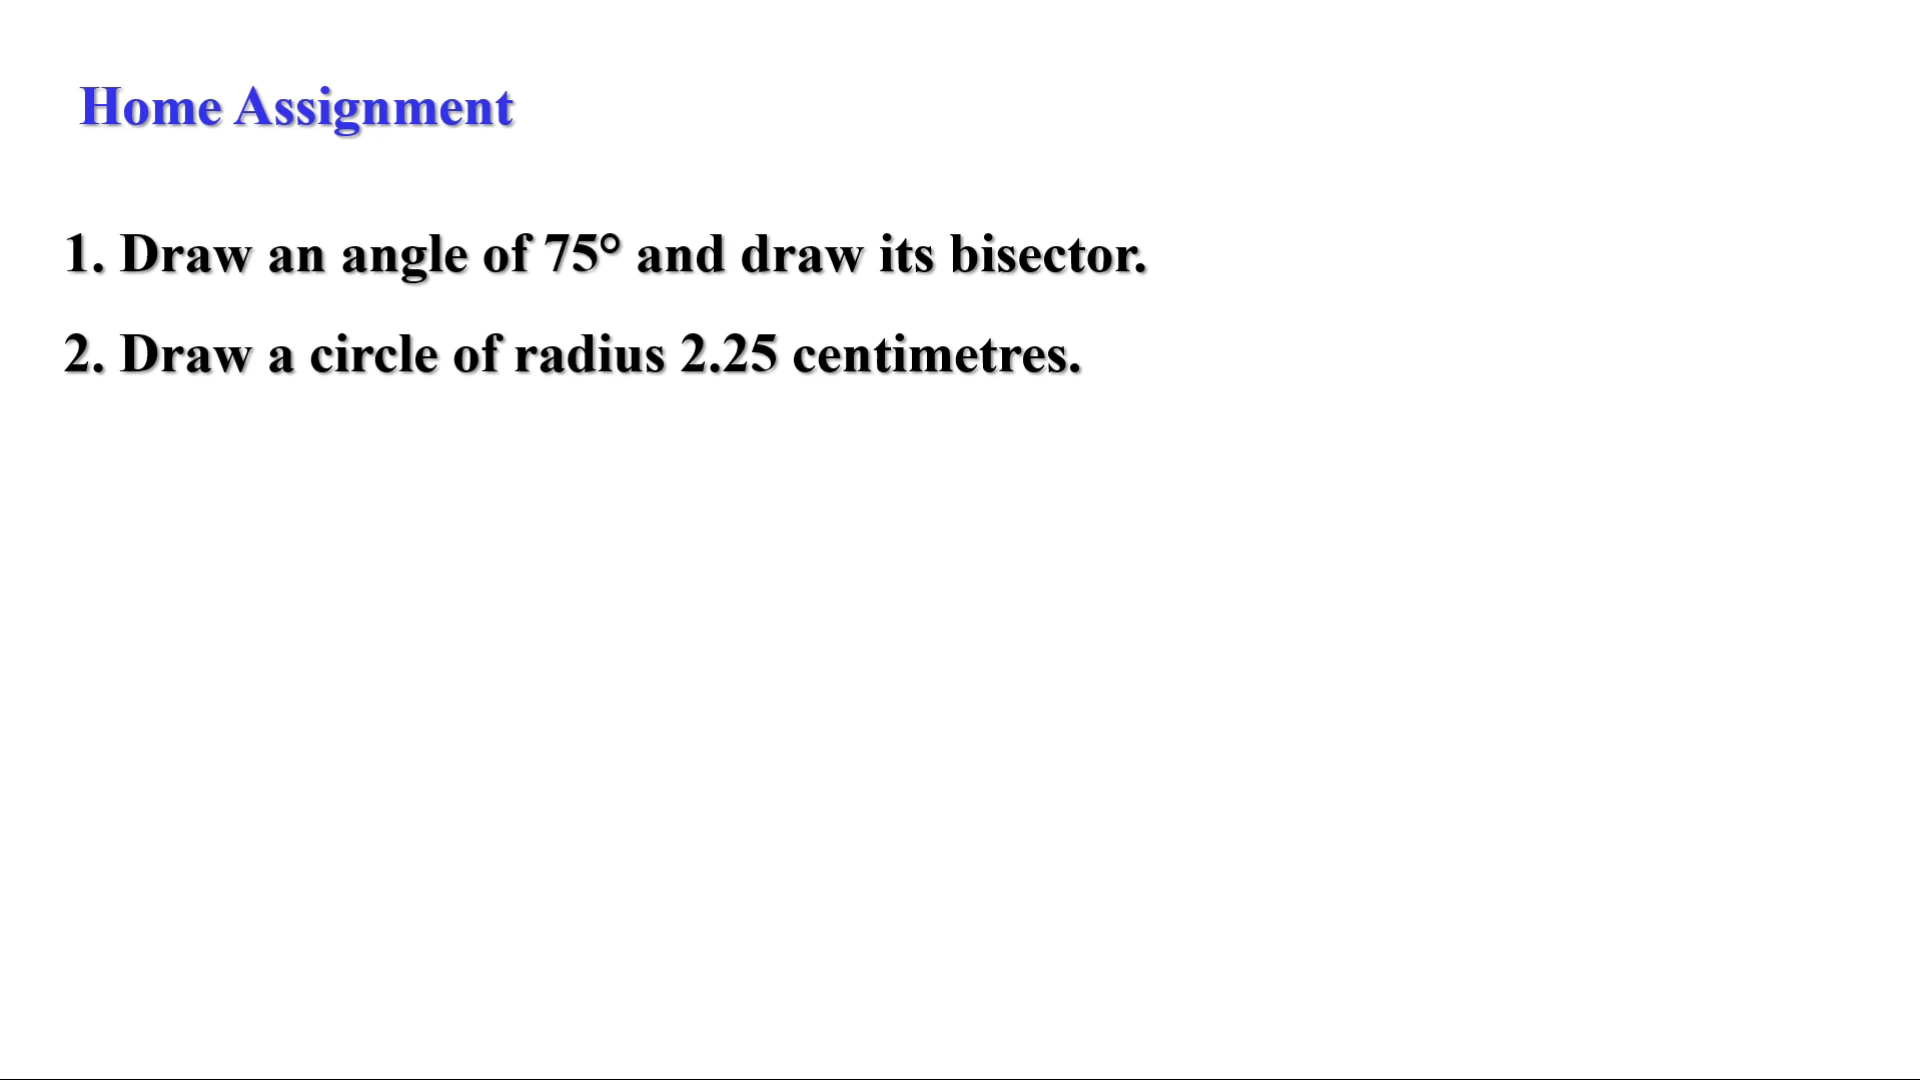 Home Assignment
1. Draw an angle of 75° and draw its bisector.
2. Draw a circle of radius 2.25 centimetres.